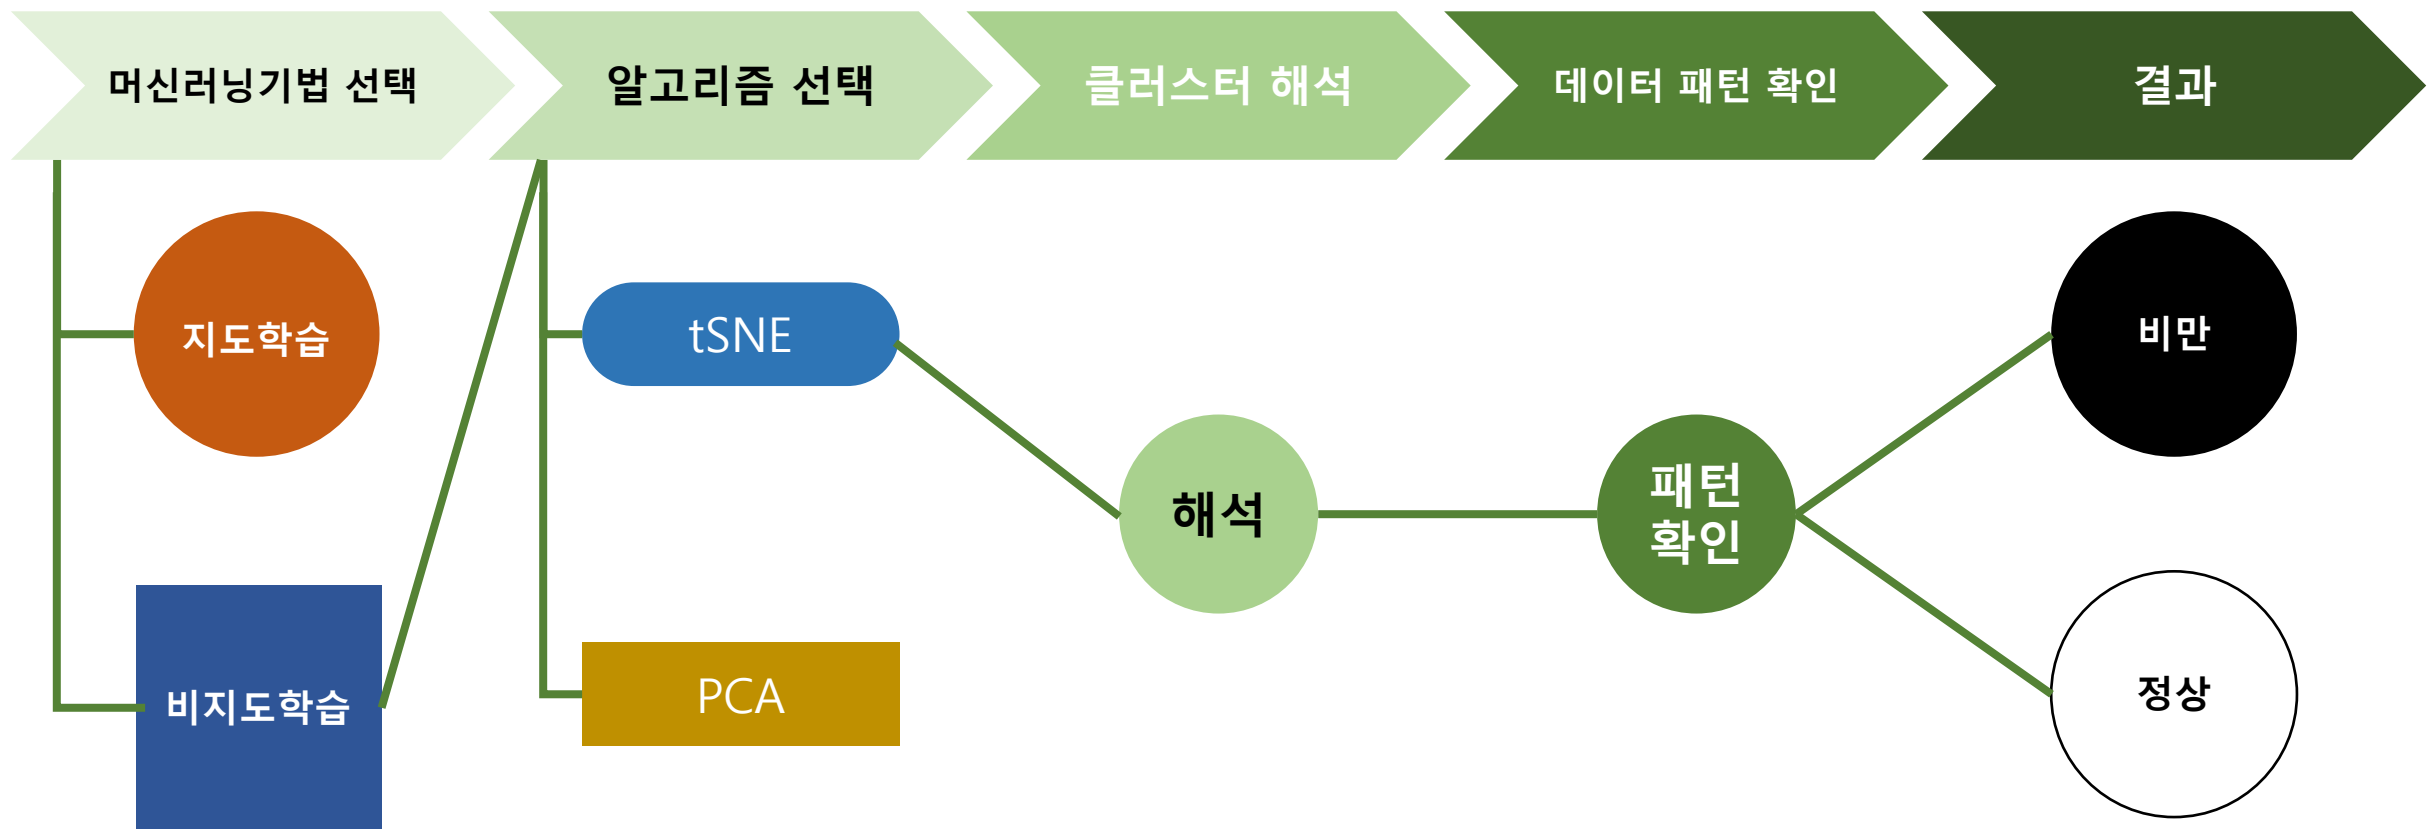 머신러닝기법 선택
알고리즘 선택
클러스터 해석
데이터 패턴 확인
결과
지도학습
비지도학습
tSNE
PCA
해석
패턴
확인
비만
정상